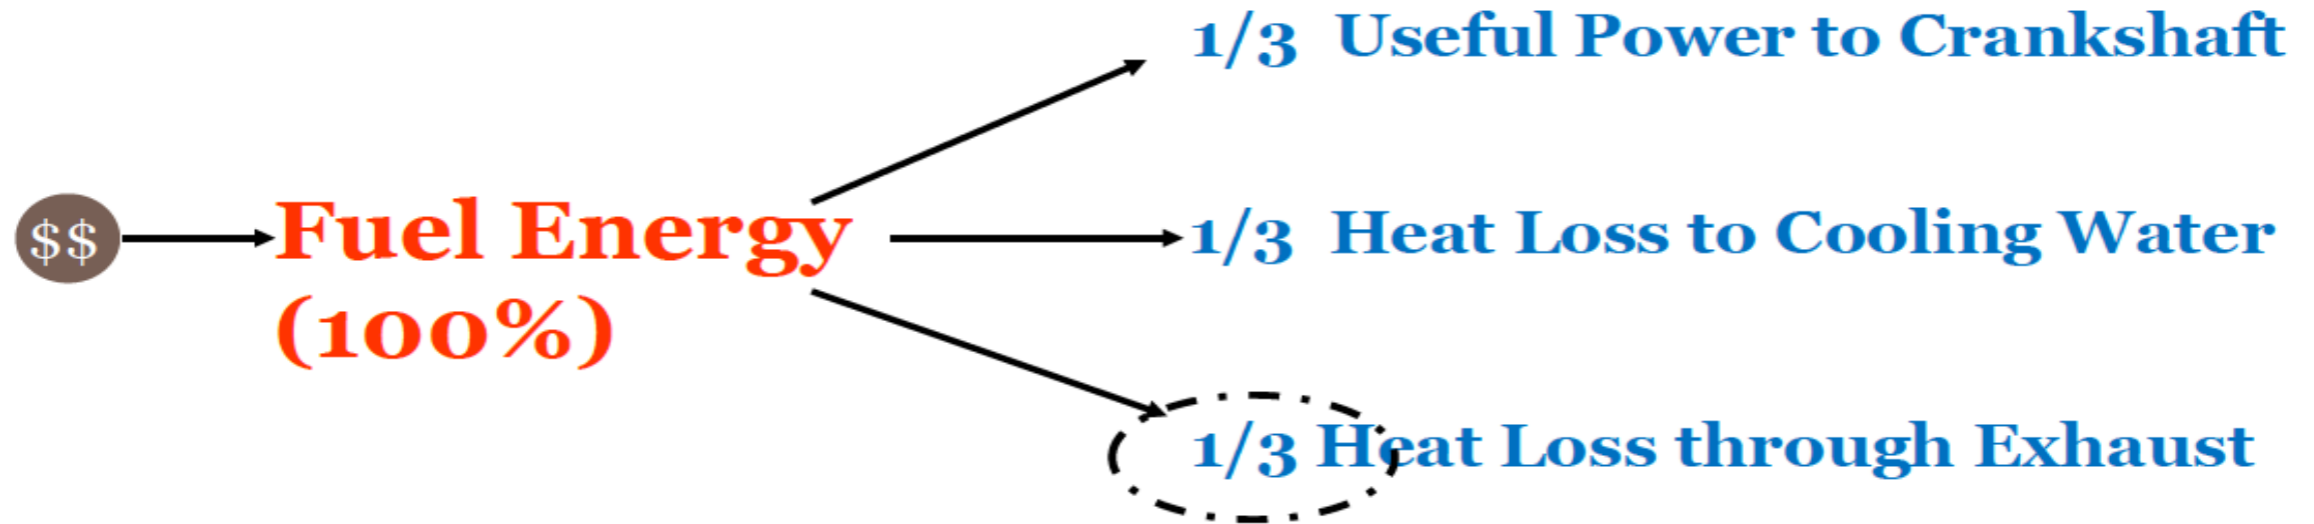 1/3 Useful Power to Crankshaft
$$
Fuel Energy
(100%)
1/3 Heat Loss to Cooling Water
1/3 Heat Loss through Exhaust